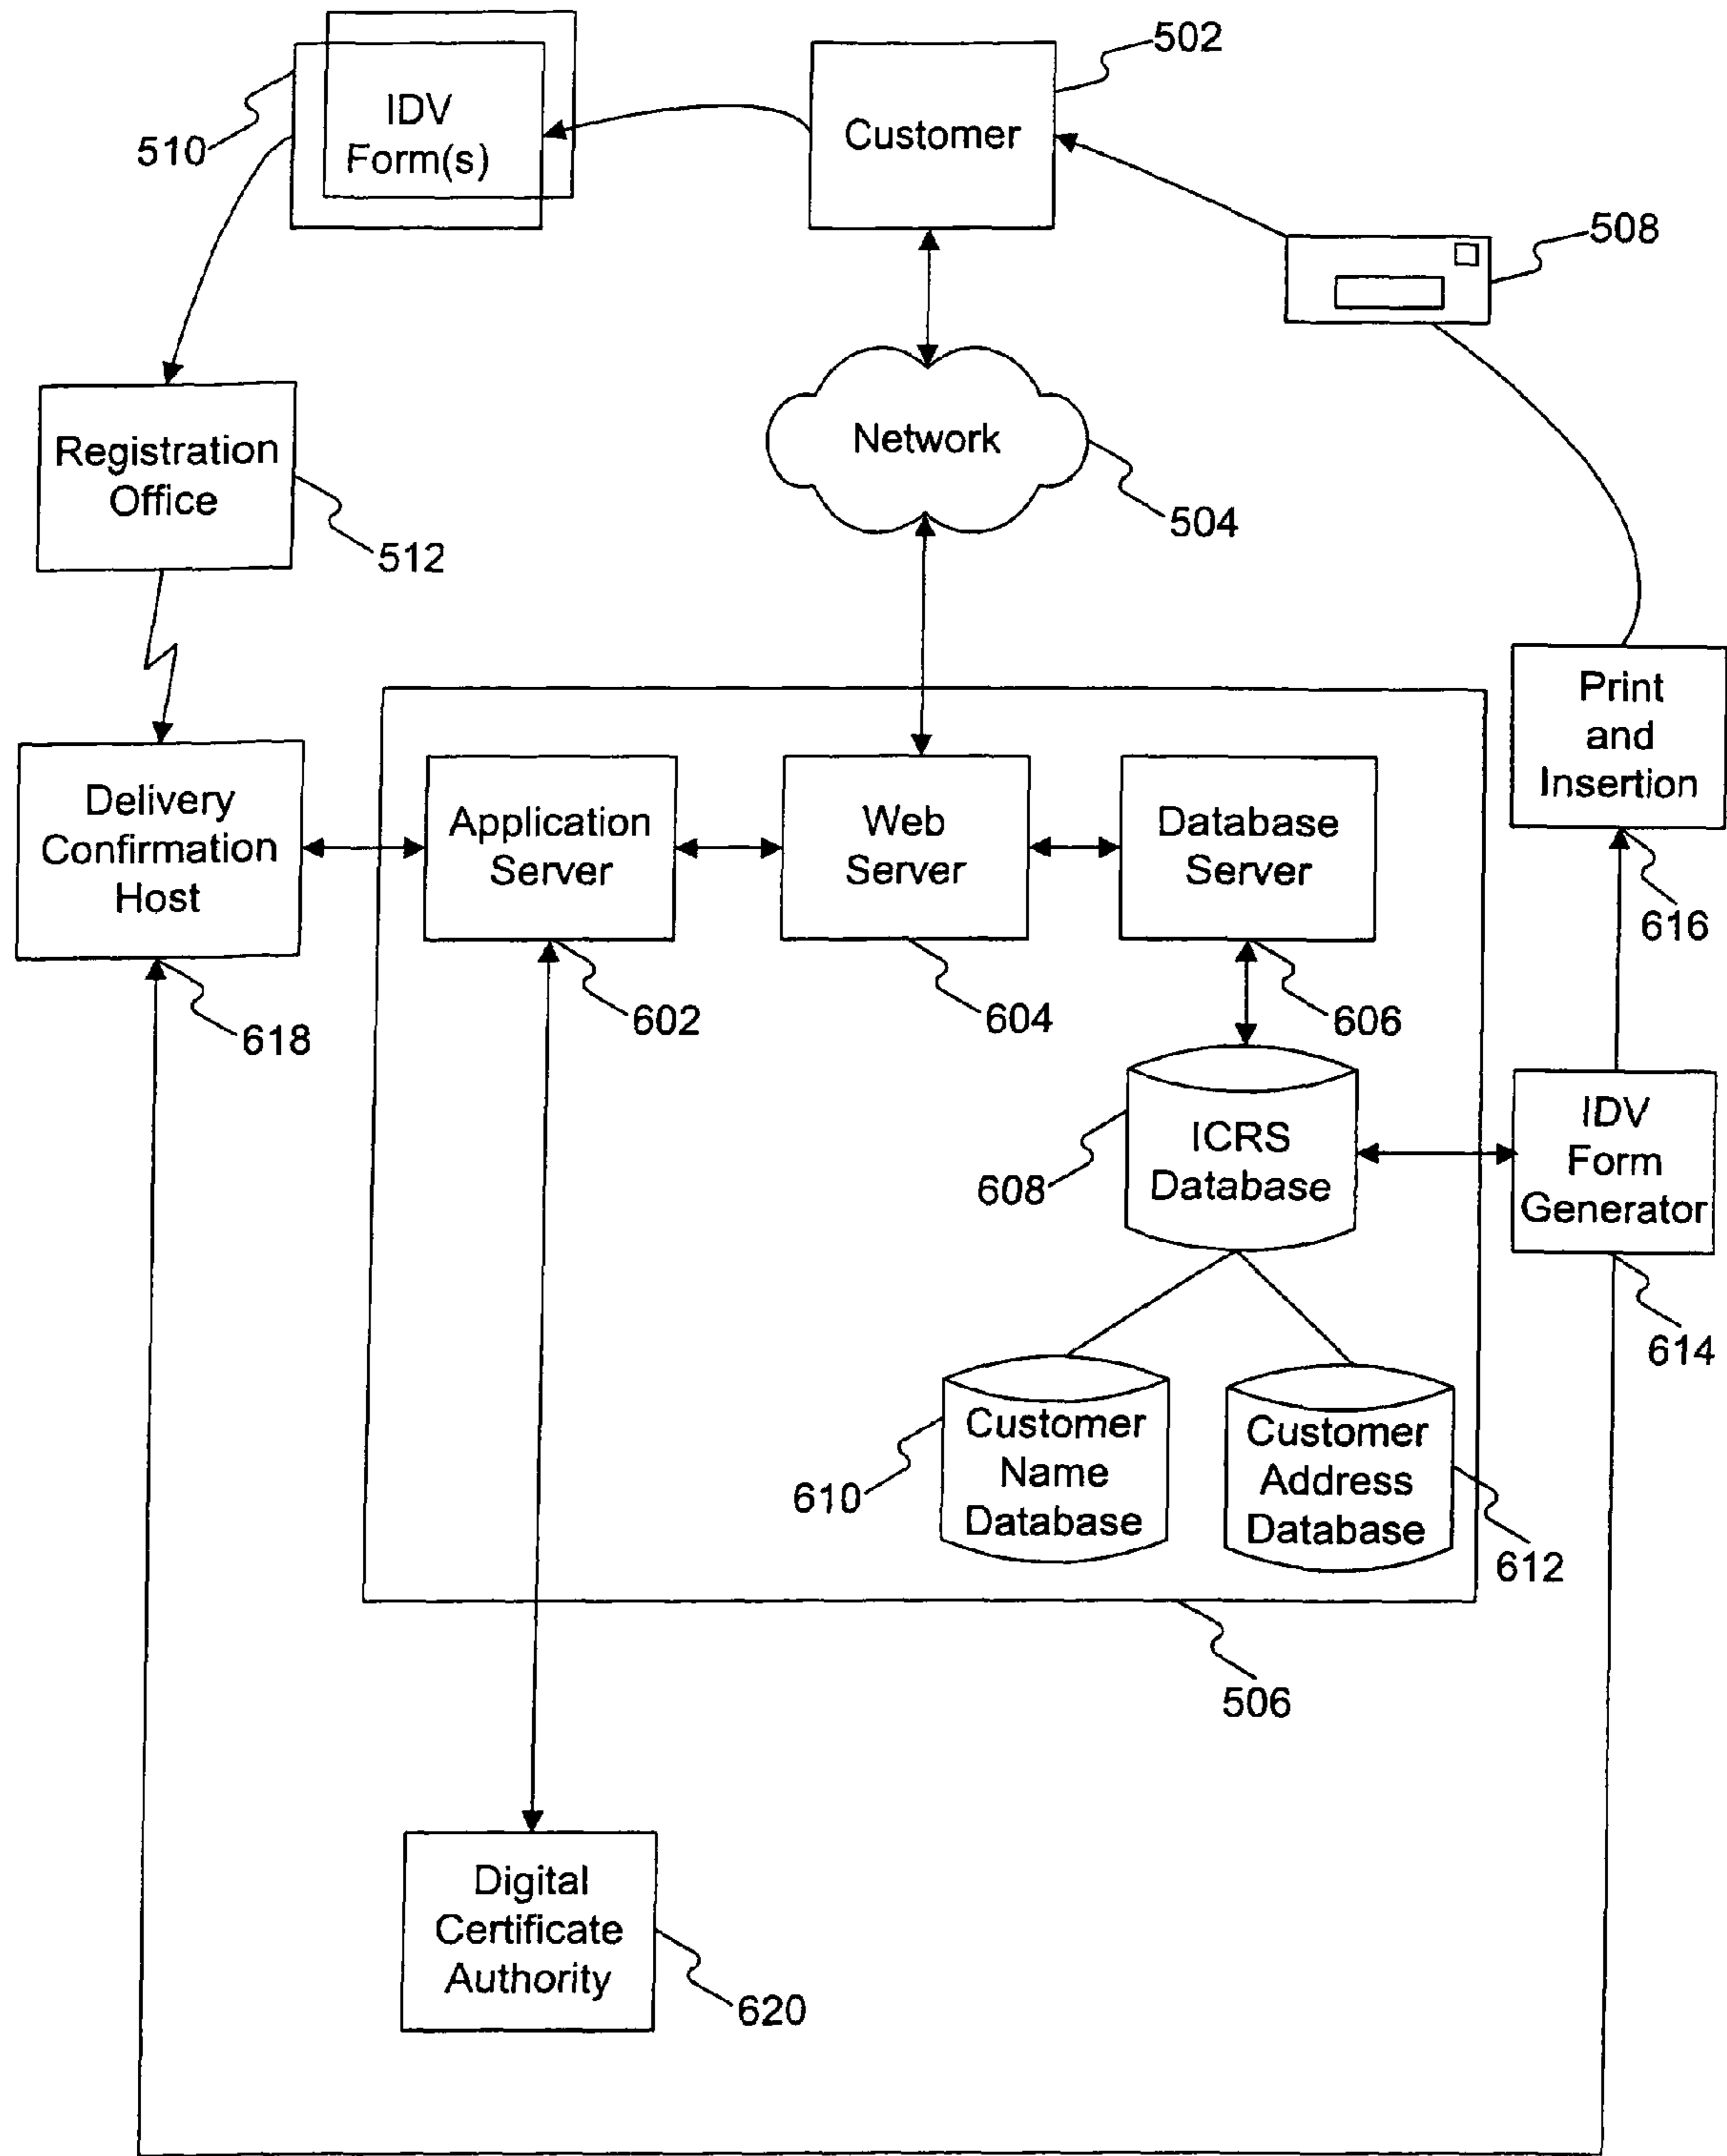 502
IDV
Form(s)
510
Customer
508
Network
504
Registration
Office
512
Print
and
Insertion
616
Delivery
Confirmation
Host
618
Application
Server
602
Web
Server
604
Database
Server
606
ICRS
Database
608
IDV
Form
Generator
614
Customer
Name
Database
610
Customer
Address
Database
612
506
Digital
Certificate
Authority
620